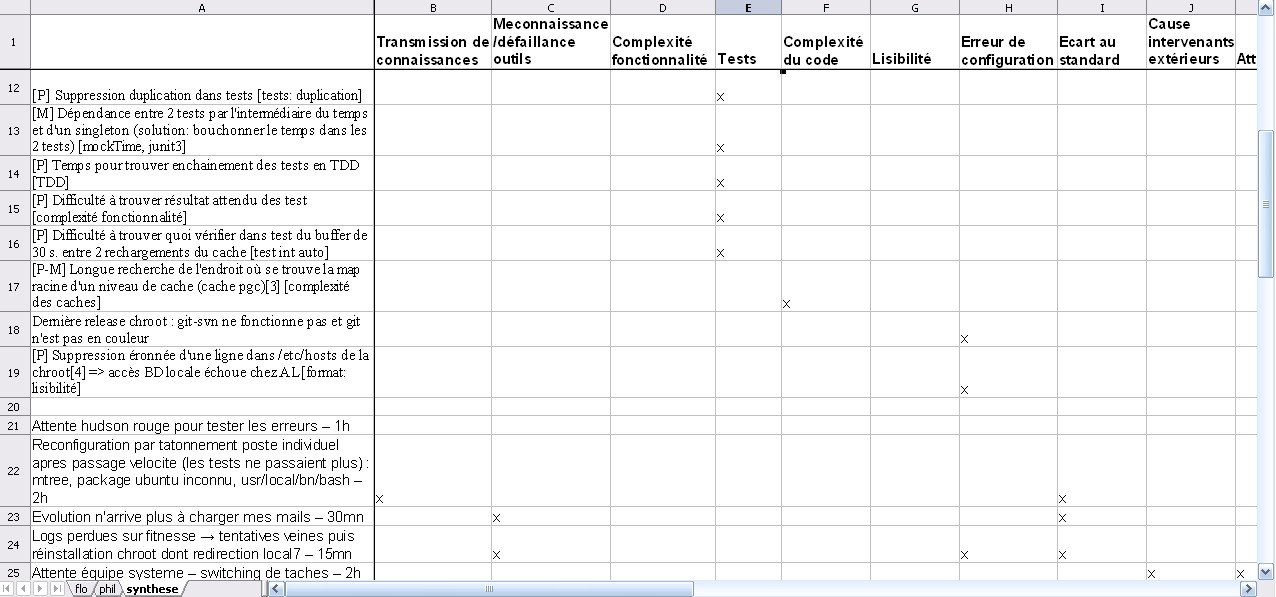 A B C D E F G H I J
1 Transmission de connaissances Meconnaissance /défaillance outils Complexité fonctionnalité Tests Complexité du code Lisibilité Erreur de configuration Ecart au standard Cause intervenants extérieurs Att
12 [P] Suppression duplication dans tests [tests: duplication] x
13 [M] Dépendance entre 2 tests par l'intermédiaire du temps
et d'un singleton (solution: bouchonner le temps dans les
2 tests) [mockTime, junit3] x
14 [P] Temps pour trouver enchainement des tests en TDD
[TDD] x
15 [P] Difficulté à trouver résultat attendu des test
[complexité fonctionnalité] x
16 [P] Difficulté à trouver quoi vérifier dans test du buffer de
30 s. entre 2 rechargements du cache [test int auto] x
17 [P-M] Longue recherche de l'endroit où se trouve la map
racine d'un niveau de cache (cache pgc)[3] [complexité
des caches] x
18 Dernière release chroot : git-svn ne fonctionne pas et git
n'est pas en couleur x
19 [P] Suppression éronnée d'une ligne dans /etc/hosts de la
chroot[4] => accès BD locale échoue chez AL [format:
lisibilité] x
20
21 Attente hudson rouge pour tester les erreurs – 1h
22 Reconfiguration par tatonnement poste individuel
apres passage velocite (les tests ne passaient plus) :
mtree, package ubuntu inconnu, usr/local/bn/bash –
2h x x
23 Evolution n'arrive plus à charger mes mails – 30mn x x
24 Logs perdues sur fitnesse → tentatives veines puis
réinstallation chroot dont redirection local7 – 15mn x x x
25 Attente équipe systeme – switching de taches – 2h x x
flo phil synthese